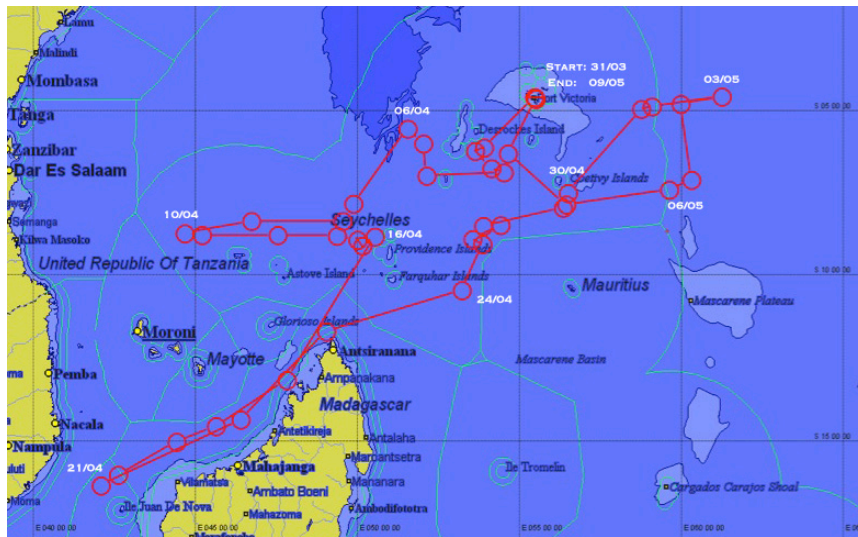 Lamu
Malindi
Mombasa
Tanga
Zanzibar
Dar Es Salaam
Semanga
Kilwa Masoko
United Republic Of Tanzania
START: 31/03
END: 09/05
Port Victoria
06/04
Desroches Island
03/05
S 05 00 00
30/04
Coetivy Islands
06/05
10/04
Seychelles
16/04
Providence Islands
Astove Island
Farquhar Islands
S 10 00 00
24/04
Mauritius
Mascarene Plateau
Glorioso Islands
Moroni
Mayotte
Antsiranana
Ampanakana
Mascarene Basin
Pemba
Madagascar
Nacala
Antetikireja
Antalaha
Nampula
S 15 00 00
Mahajanga
Maroantsetra
Ile Tromelin
21/04
Vilamatsa
Ambato Boeni
Mananara
Cargados Carajos Shoal
Moma
Ile Juan De Nova
Mahazoma
Ambodifototra
E 040 00 00
E 045 00 00
E 050 00 00
E 055 00 00